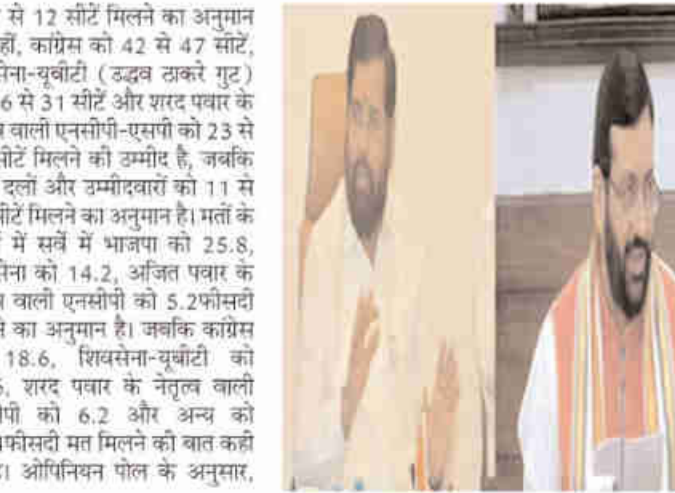 से 12 सीटें मिलने का अनुमान
कांग्रेस को 42 से 47 सीटें,
सेना-यूबीटी (उद्धव ठाकरे गुट)
6 से 31 सीटें और शरद पवार के
वाली एनसीपी-एसपी को 23 से
सीटें मिलने की उम्मीद है, जबकि
दलों और उम्मीदवारों को 11 से
सीटें मिलने का अनुमान है। मतों के
में सर्वे में भाजपा को 25.8,
सेना को 14.2, अजित पवार के
वाली एनसीपी को 5.2फीसदी
का अनुमान है। जबकि कांग्रेस
18.6, शिवसेना-यूबीटी को
शरद पवार के नेतृत्व वाली
को 6.2 और अन्य को
फीसदी मत मिलने की बात कही
ओपिनियन पोल के अनुसार,